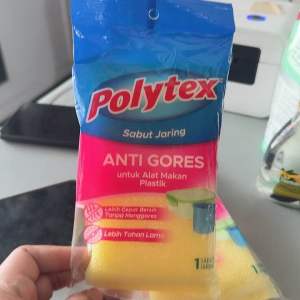 Polytex
Sabut Jaring
ANTI GORES
untuk Alat Makan
Plastik
Lebih Cepat Bersih
Tanpa Menggores
Lebih Tahan Lama
1